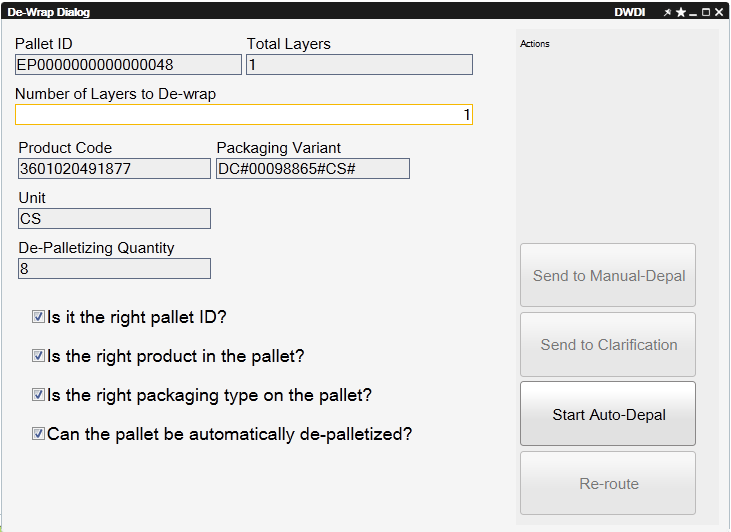 De-Wrap Dialog DWDI
Pallet ID Total Layers
EP0000000000000048 1
Number of Layers to De-wrap
1
Product Code Packaging Variant
3601020491877 DC#00098865#CS#
Unit
CS
De-Palletizing Quantity
8
Is it the right pallet ID?
Is the right product in the pallet?
Is the right packaging type on the pallet?
Can the pallet be automatically de-palletized?
Actions
Send to Manual-Depal
Send to Clarification
Start Auto-Depal
Re-route